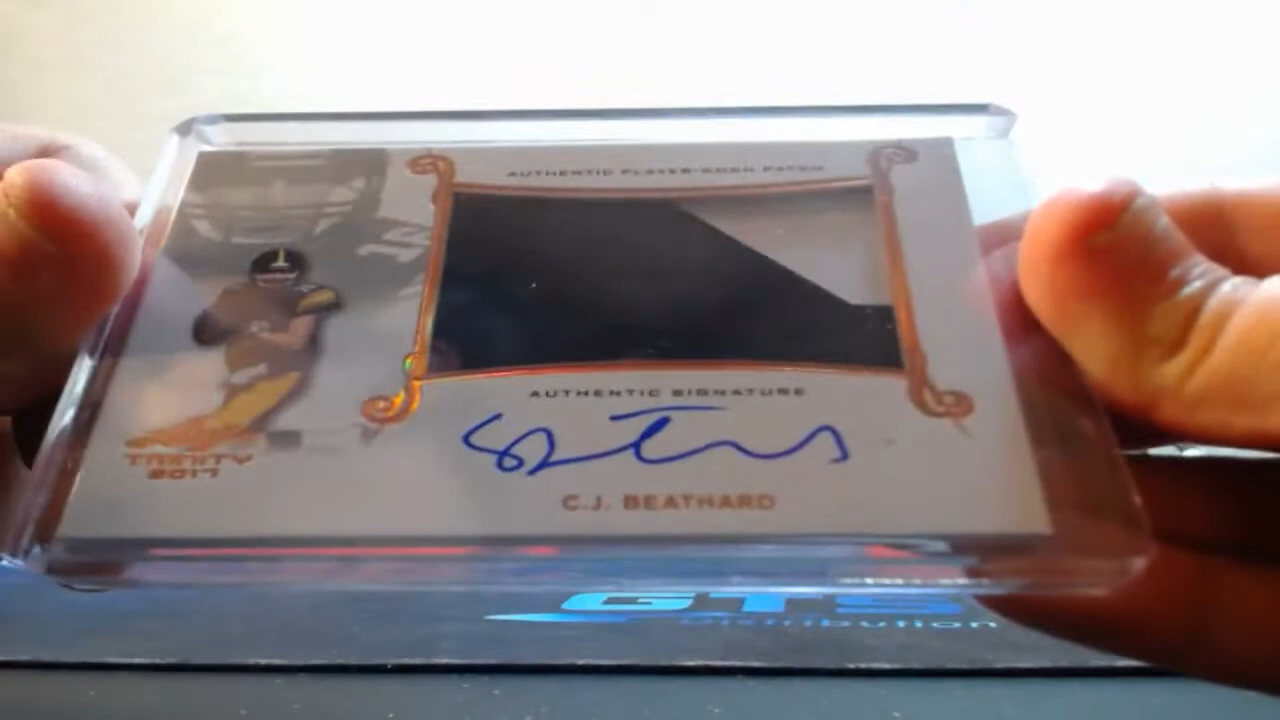 AUTHENTIC PLAYER-WORN PATCH
AUTHENTIC SIGNATURE
C.J. BEATHARD
TRINITY
2017
GTS
Distribution